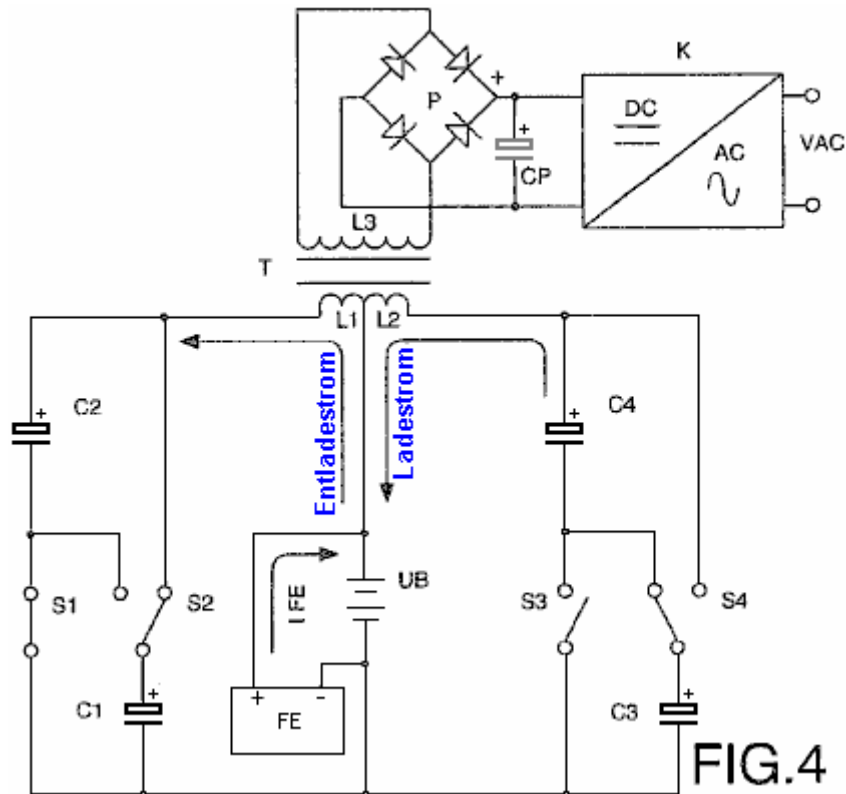 K
P
+
DC
AC
VAC
+
CP
L3
T
L1
L2
Entladestrom
Ladestrom
C2
+
C4
+
S1
S2
I FE
UB
S3
S4
C1
+
+
-
FE
C3
+
FIG.4